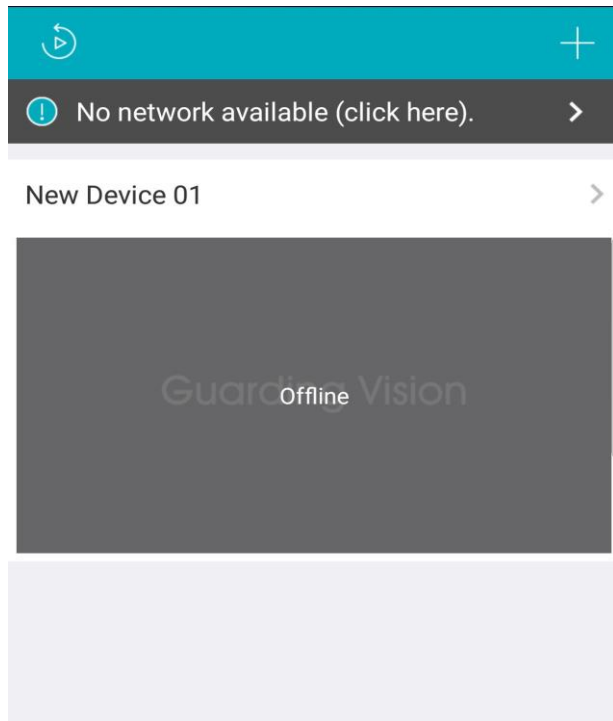 No network available (click here).
New Device 01
Guarding Vision
Offline